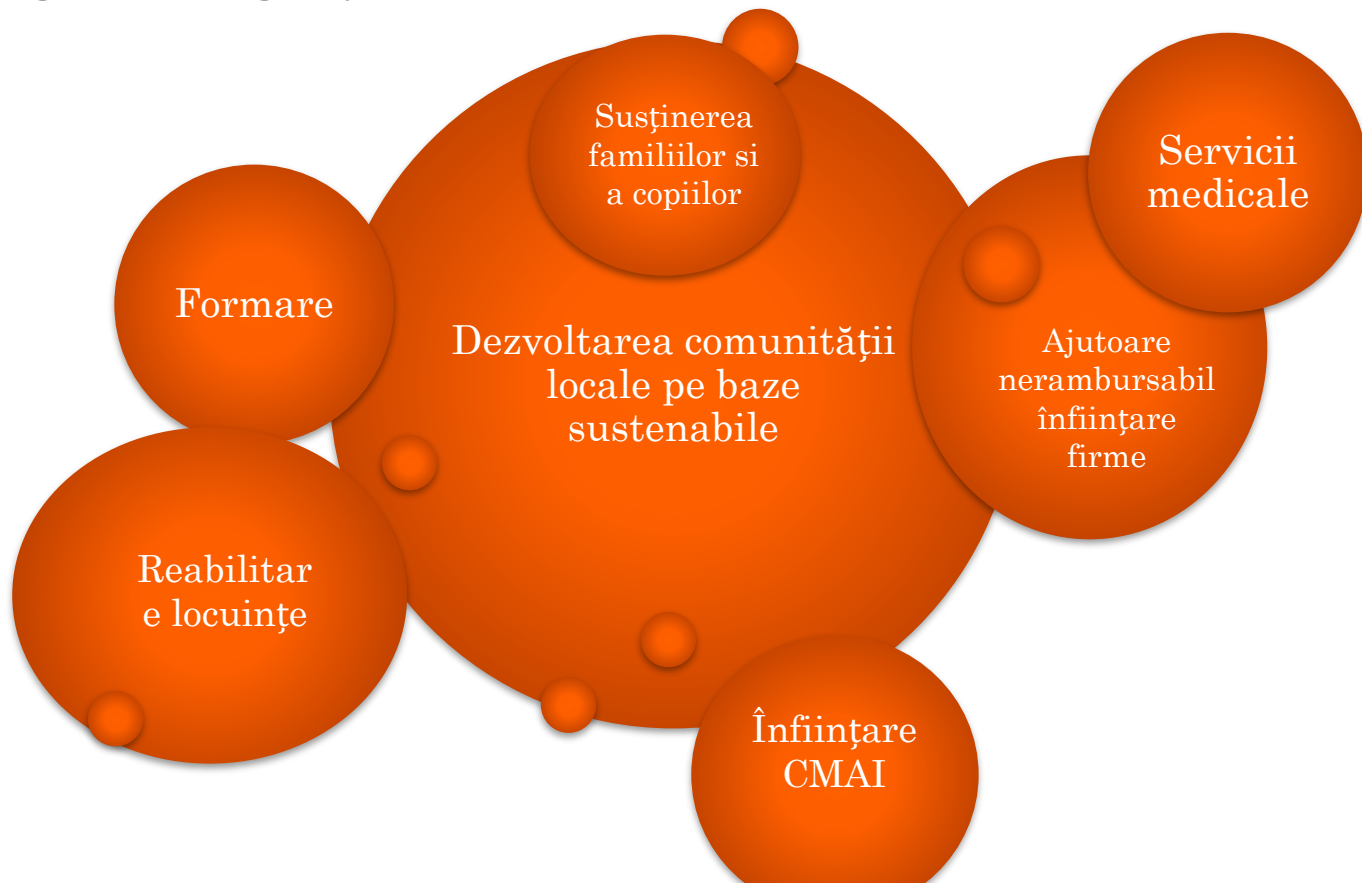 Susținerea
familiilor si
a copiilor
Servicii
medicale
Formare
Dezvoltarea comunității
locale pe baze
sustenabile
Ajutoare
nerambursabil
înființare
firme
Reabilitar
e locuințe
Înființare
CMAI